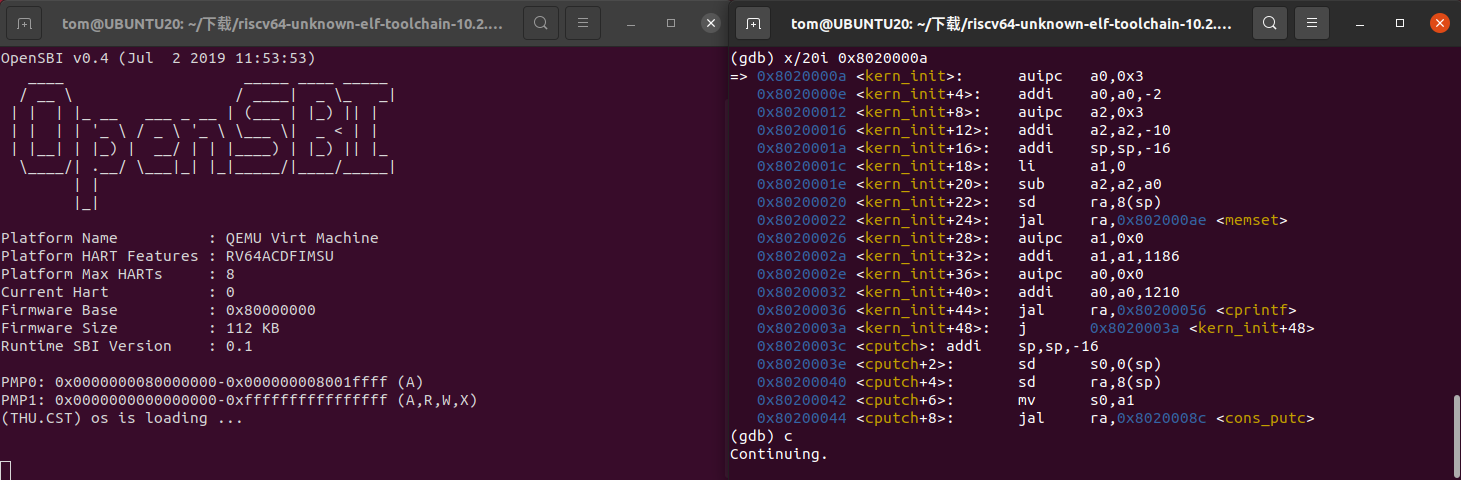 tom@UBUNTU20: ~/下载/riscv64-unknown-elf-toolchain-10.2....
OpenSBI v0.4 (Jul  2 2019 11:53:53)
   ____                    _____ ____ _____
  / __ \                  / ____|  _ \_   _|
 | |  | |_ __   ___ _ __ | (___ | |_) || |
 | |  | | '_ \ / _ \ '_ \ \___ \|  _ < | |
 | |__| | |_) |  __/ | | |____) | |_) || |_
  \____/| .__/ \___|_| |_|_____/|____/_____|
        | |
        |_|
Platform Name          : QEMU Virt Machine
Platform HART Features : RV64ACDFIMSU
Platform Max HARTs     : 8
Current Hart           : 0
Firmware Base          : 0x80000000
Firmware Size          : 112 KB
Runtime SBI Version    : 0.1
PMP0: 0x0000000080000000-0x000000008001ffff (A)
PMP1: 0x0000000000000000-0xffffffffffffffff (A,R,W,X)
(THU.CST) os is loading ...
tom@UBUNTU20: ~/下载/riscv64-unknown-elf-toolchain-10.2....
(gdb) x/20i 0x8020000a
=> 0x8020000a <kern_init>:      auipc   a0,0x3
   0x8020000e <kern_init+4>:    addi    a0,a0,-2
   0x80200012 <kern_init+8>:    auipc   a2,0x3
   0x80200016 <kern_init+12>:   addi    a2,a2,-10
   0x8020001a <kern_init+16>:   addi    sp,sp,-16
   0x8020001c <kern_init+18>:   li      a1,0
   0x8020001e <kern_init+20>:   sub     a2,a2,a0
   0x80200020 <kern_init+22>:   sd      ra,8(sp)
   0x80200022 <kern_init+24>:   jal     ra,0x802000ae <memset>
   0x80200026 <kern_init+28>:   auipc   a1,0x0
   0x8020002a <kern_init+32>:   addi    a1,a1,1186
   0x8020002e <kern_init+36>:   auipc   a0,0x0
   0x80200032 <kern_init+40>:   addi    a0,a0,1210
   0x80200036 <kern_init+44>:   jal     ra,0x80200056 <cprintf>
   0x8020003a <kern_init+48>:   j       0x8020003a <kern_init+48>
   0x8020003c <cputch>: addi    sp,sp,-16
   0x8020003e <cputch+2>:       sd      s0,0(sp)
   0x80200040 <cputch+4>:       sd      ra,8(sp)
   0x80200042 <cputch+6>:       mv      s0,a1
   0x80200044 <cputch+8>:       jal     ra,0x8020008c <cons_putc>
(gdb) c
Continuing.